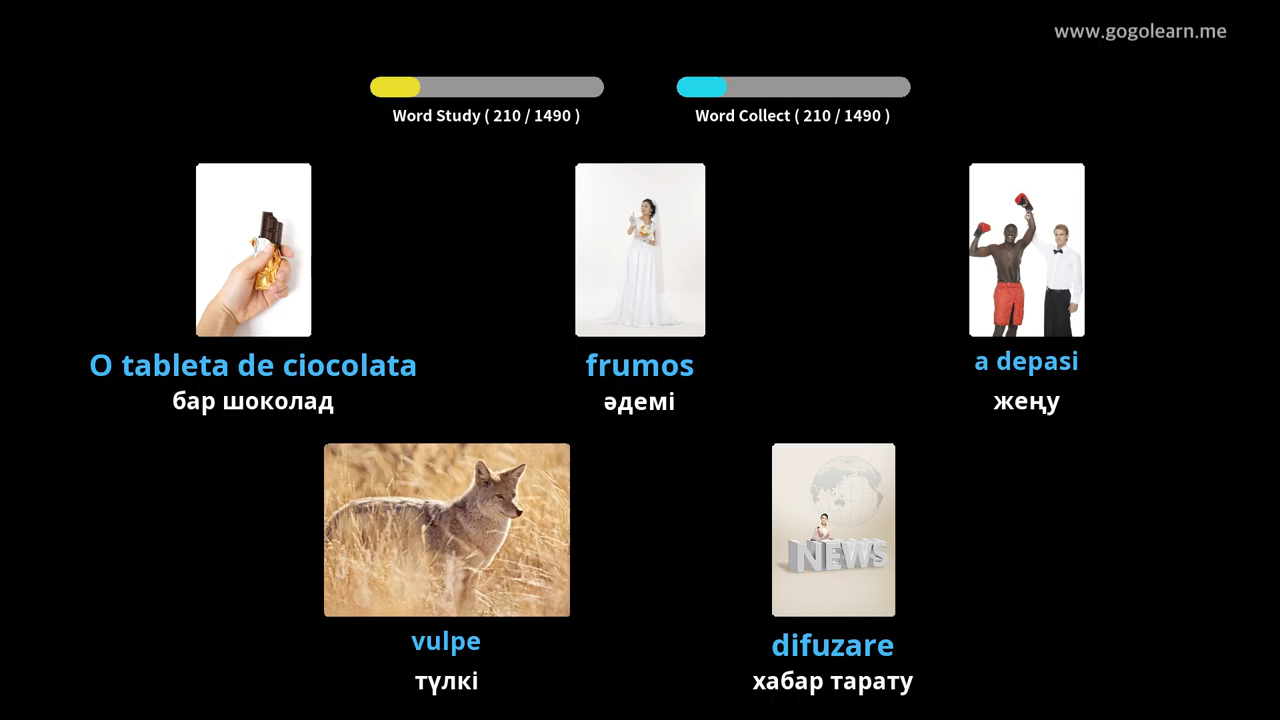 www.gogolearn.me
Word Study ( 210 / 1490 )
Word Collect ( 210 / 1490 )
O tableta de ciocolata
бар шоколад
frumos
әдемі
a depasi
жеңу
NEWS
vulpe
түлкі
difuzare
хабар тарату